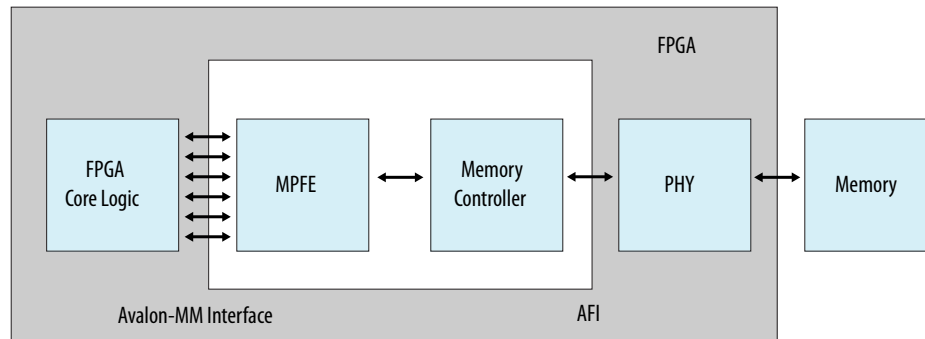 FPGA
FPGA
Core Logic
MPFE
Memory
Controller
PHY
Memory
Avalon-MM Interface
AFI